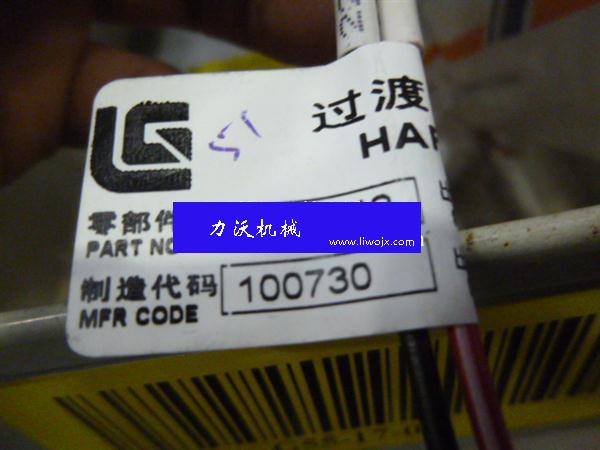 过渡
HAR
零部件
PART NO
力沃机械
www.liwojx.com
制造代码 100730
MFR CODE